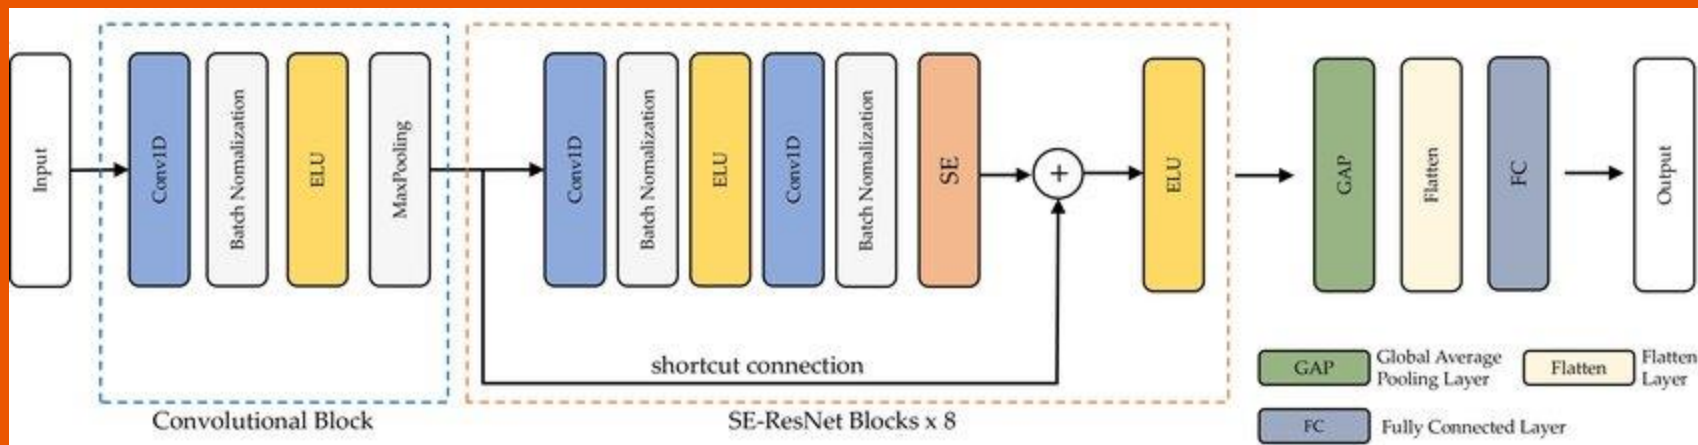 Input
Conv1D
Batch Nomalization
ELU
MaxPooling
Convolutional Block
Conv1D
Batch Nomalization
ELU
Conv1D
Batch Nomalization
SE
+
ELU
shortcut connection
SE-ResNet Blocks x 8
GAP
Flatten
FC
Output
GAP
Global Average
Pooling Layer
Flatten
Flatten
Layer
FC
Fully Connected Layer